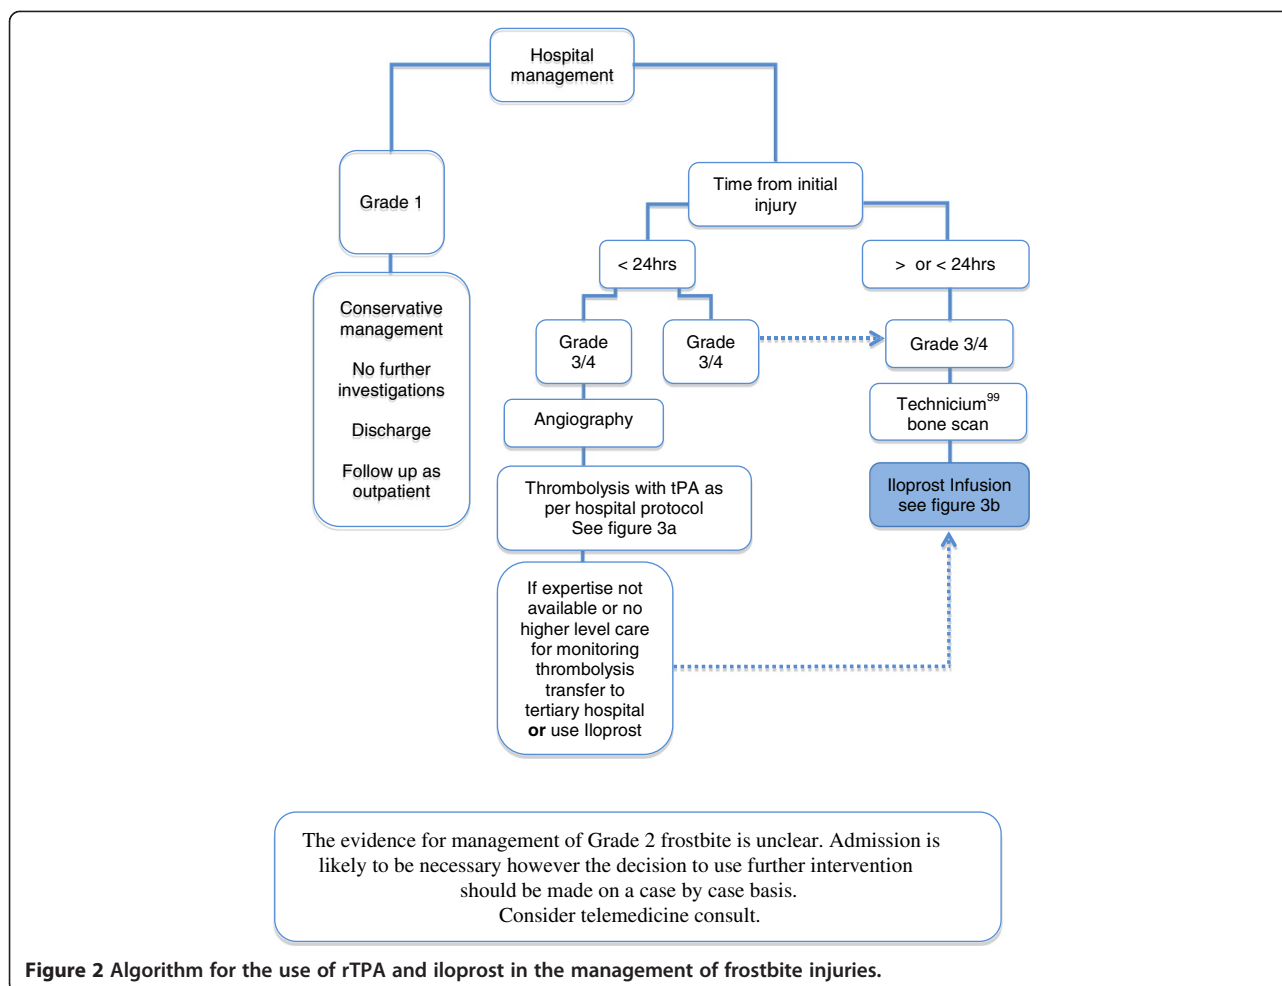 Hospital
management
Grade 1
Conservative
management
No further
investigations
Discharge
Follow up as
outpatient
Time from initial
injury
< 24hrs
> or < 24hrs
Grade
3/4
Grade
3/4
Grade 3/4
Angiography
Technicium⁹⁹
bone scan
Thrombolysis with tPA as
per hospital protocol
See figure 3a
Iloprost Infusion
see figure 3b
If expertise not
available or no
higher level care
for monitoring
thrombolysis
transfer to
tertiary hospital
or use Iloprost
The evidence for management of Grade 2 frostbite is unclear. Admission is
likely to be necessary however the decision to use further intervention
should be made on a case by case basis.
Consider telemedicine consult.
Figure 2 Algorithm for the use of rTPA and iloprost in the management of frostbite injuries.